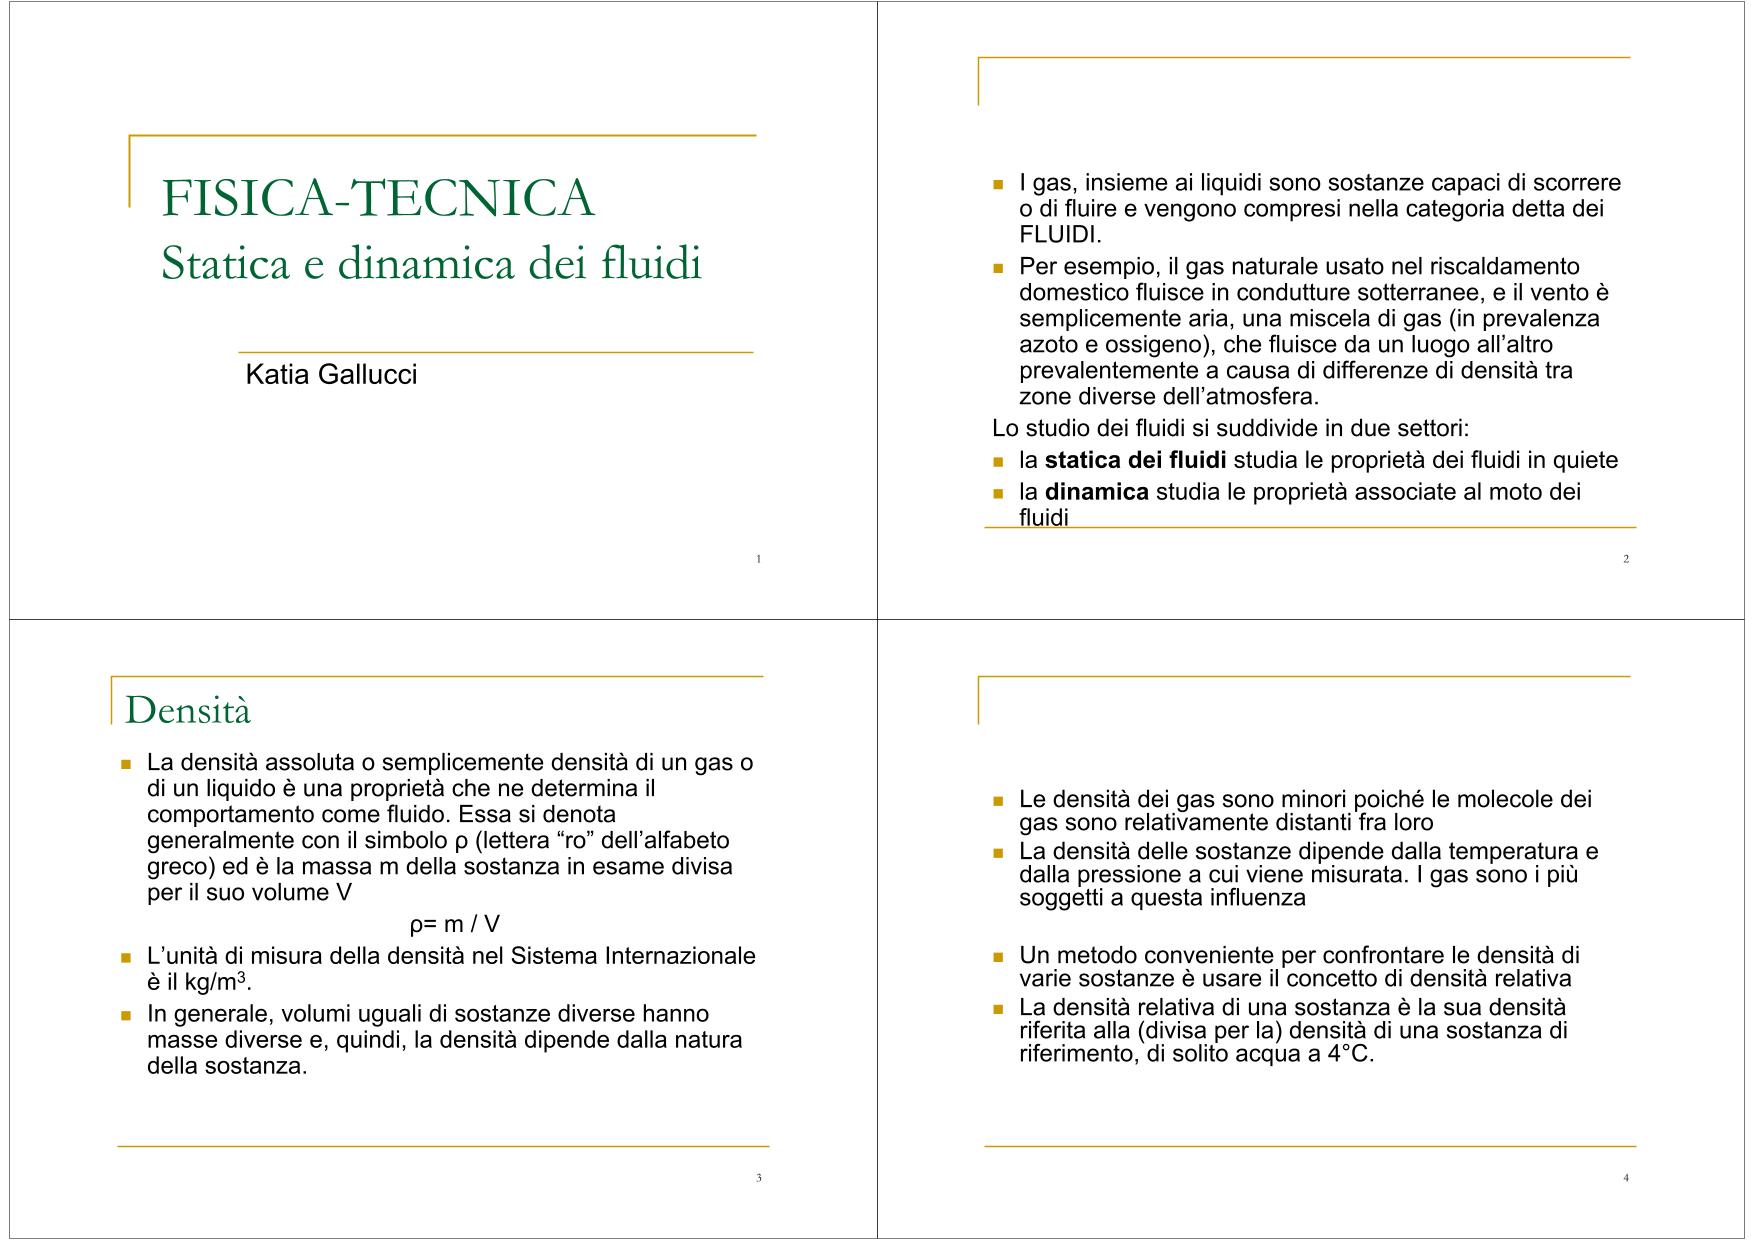 FISICA-TECNICA
Statica e dinamica dei fluidi
Katia Gallucci
1
I gas, insieme ai liquidi sono sostanze capaci di scorrere
o di fluire e vengono compresi nella categoria detta dei
FLUIDI.
Per esempio, il gas naturale usato nel riscaldamento
domestico fluisce in condutture sotterranee, e il vento è
semplicemente aria, una miscela di gas (in prevalenza
azoto e ossigeno), che fluisce da un luogo all’altro
prevalentemente a causa di differenze di densità tra
zone diverse dell’atmosfera.
Lo studio dei fluidi si suddivide in due settori:
la statica dei fluidi studia le proprietà dei fluidi in quiete
la dinamica studia le proprietà associate al moto dei
fluidi
2
Densità
La densità assoluta o semplicemente densità di un gas o
di un liquido è una proprietà che ne determina il
comportamento come fluido. Essa si denota
generalmente con il simbolo ρ (lettera “ro” dell’alfabeto
greco) ed è la massa m della sostanza in esame divisa
per il suo volume V
ρ= m / V
L’unità di misura della densità nel Sistema Internazionale
è il kg/m³.
In generale, volumi uguali di sostanze diverse hanno
masse diverse e, quindi, la densità dipende dalla natura
della sostanza.
3
Le densità dei gas sono minori poiché le molecole dei
gas sono relativamente distanti fra loro
La densità delle sostanze dipende dalla temperatura e
dalla pressione a cui viene misurata. I gas sono i più
soggetti a questa influenza
Un metodo conveniente per confrontare le densità di
varie sostanze è usare il concetto di densità relativa
La densità relativa di una sostanza è la sua densità
riferita alla (divisa per la) densità di una sostanza di
riferimento, di solito acqua a 4°C.
4